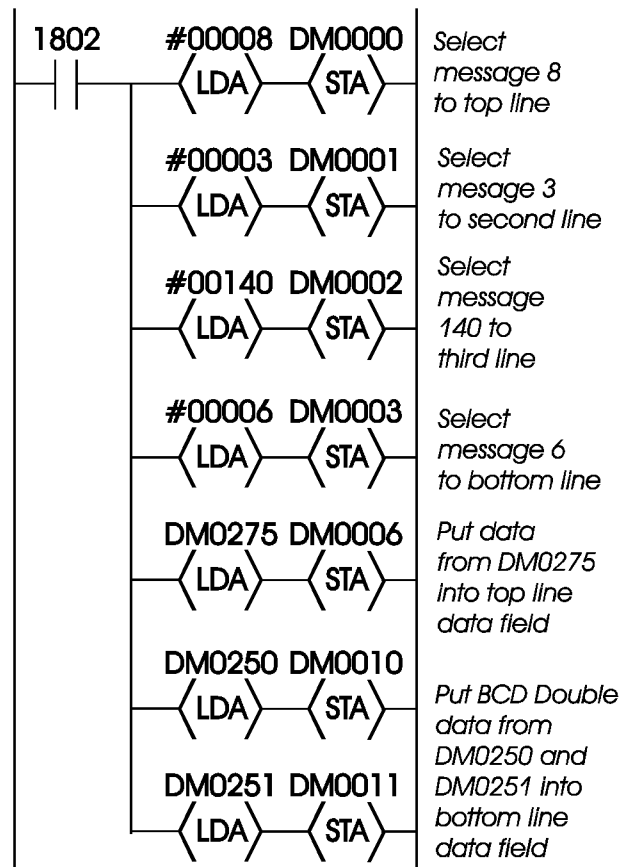 1802 #00008 DM0000
LDA STA
Select
message 8
to top line
#00003 DM0001
LDA STA
Select
mesage 3
to second line
#00140 DM0002
LDA STA
Select
message
140 to
third line
#00006 DM0003
LDA STA
Select
message 6
to bottom line
DM0275 DM0006
LDA STA
Put data
from DM0275
into top line
data field
DM0250 DM0010
LDA STA
DM0251 DM0011
LDA STA
Put BCD Double
data from
DM0250 and
DM0251 into
bottom line
data field